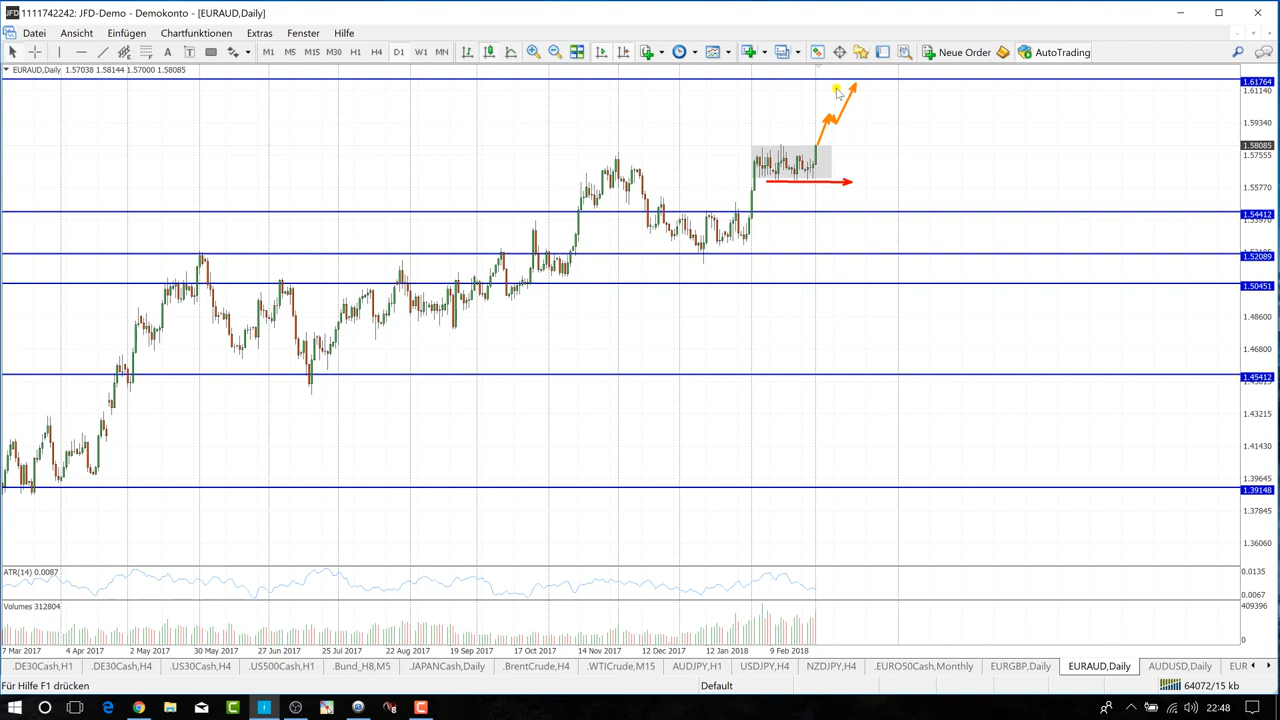 1111742242: JFD-Demo - Demokonto - [EURAUD,Daily]
Datei Ansicht Einfügen Chartfunktionen Extras Fenster Hilfe
A T M1 M5 M15 M30 H1 H4 D1 W1 MN Neue Order AutoTrading
EURAUD,Daily 1.57038 1.58144 1.57000 1.58085
1.61764
1.61140
1.59340
1.58085
1.57555
1.55770
1.54412
1.52089
1.50451
1.48600
1.46800
1.45412
1.43215
1.41430
1.39645
1.39148
1.37845
1.36060
ATR(14) 0.0087
0.0135
0.0067
Volumes 312804
409396
0
7 Mar 2017 4 Apr 2017 2 May 2017 30 May 2017 27 Jun 2017 25 Jul 2017 22 Aug 2017 19 Sep 2017 17 Oct 2017 14 Nov 2017 12 Dec 2017 12 Jan 2018 9 Feb 2018
.DE30Cash,H1 .DE30Cash,H4 .US30Cash,H4 .US500Cash,H1 .Bund_H8,M5 .JAPANCash,Daily .BrentCrude,H4 .WTICrude,M15 AUDJPY,H1 USDJPY,H4 NZDJPY,H4 .EURO50Cash,Monthly EURGBP,Daily EURAUD,Daily AUDUSD,Daily EUR
Für Hilfe F1 drücken Default 64072/15 kb
22:48